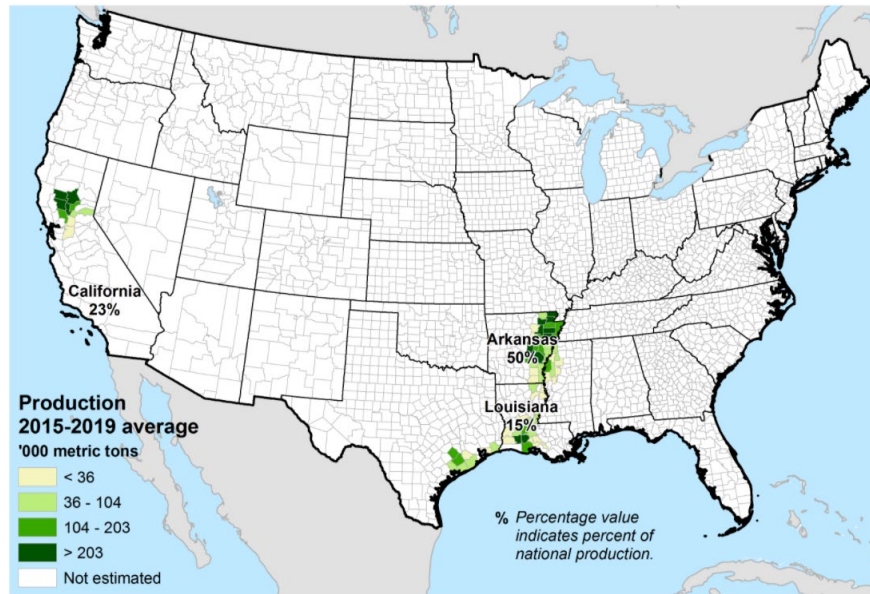 California
23%
Arkansas
50%
Louisiana
15%
Production
2015-2019 average
'000 metric tons
< 36
36 - 104
104 - 203
> 203
Not estimated
% Percentage value
indicates percent of
national production.